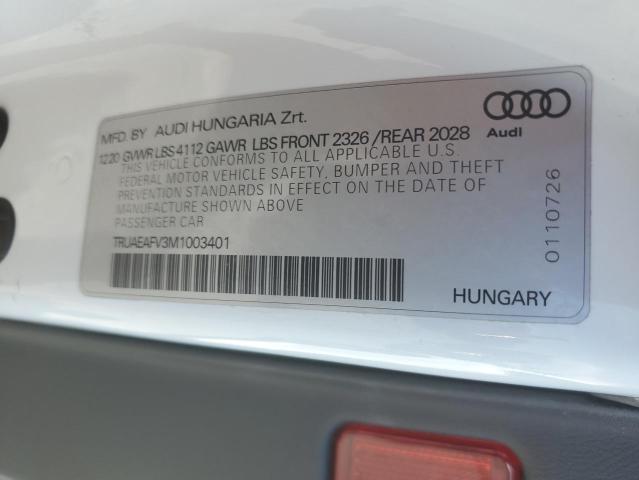 MFD. BY AUDI HUNGARIA Zrt.
1220 GVWR LBS 4112 GAWR LBS FRONT 2326 /REAR 2028
THIS VEHICLE CONFORMS TO ALL APPLICABLE U.S.
FEDERAL MOTOR VEHICLE SAFETY, BUMPER AND THEFT
PREVENTION STANDARDS IN EFFECT ON THE DATE OF
MANUFACTURE SHOWN ABOVE
PASSENGER CAR
TRUAEAFV3M1003401
Audi
0110726
HUNGARY